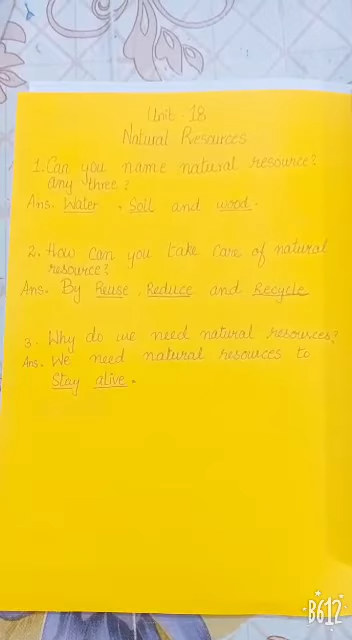 Unit - 18
Natural Resources
1. Can you name natural resource?
any three?
Ans. Water , Soil and wood.
2. How can you take care of natural
resource?
Ans. By Reuse , Reduce and Recycle
3. Why do we need natural resources?
Ans. We need natural resources to
Stay alive.
B612